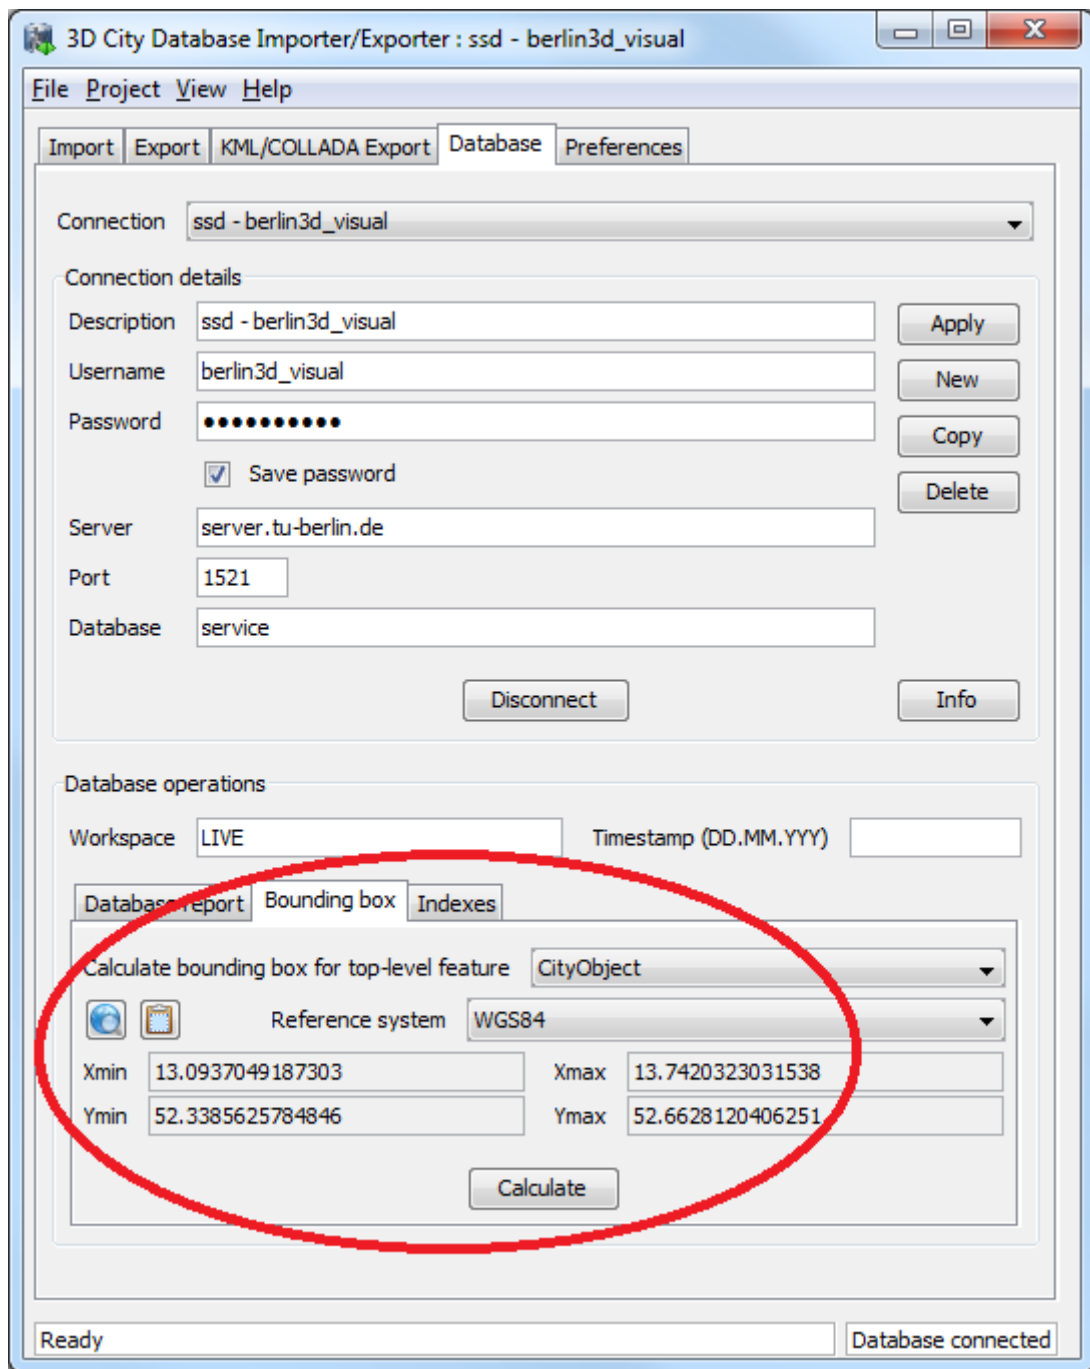 3D City Database Importer/Exporter : ssd - berlin3d_visual
File Project View Help
Import Export KML/COLLADA Export Database Preferences
Connection ssd - berlin3d_visual
Connection details
Description ssd - berlin3d_visual Apply
Username berlin3d_visual New
Password ●●●●●●●●●● Copy
Save password
Delete
Server server.tu-berlin.de
Port 1521
Database service
Disconnect Info
Database operations
Workspace LIVE Timestamp (DD.MM.YYY)
Database report Bounding box Indexes
Calculate bounding box for top-level feature CityObject
Reference system WGS84
Xmin 13.0937049187303 Xmax 13.7420323031538
Ymin 52.3385625784846 Ymax 52.6628120406251
Calculate
Ready Database connected